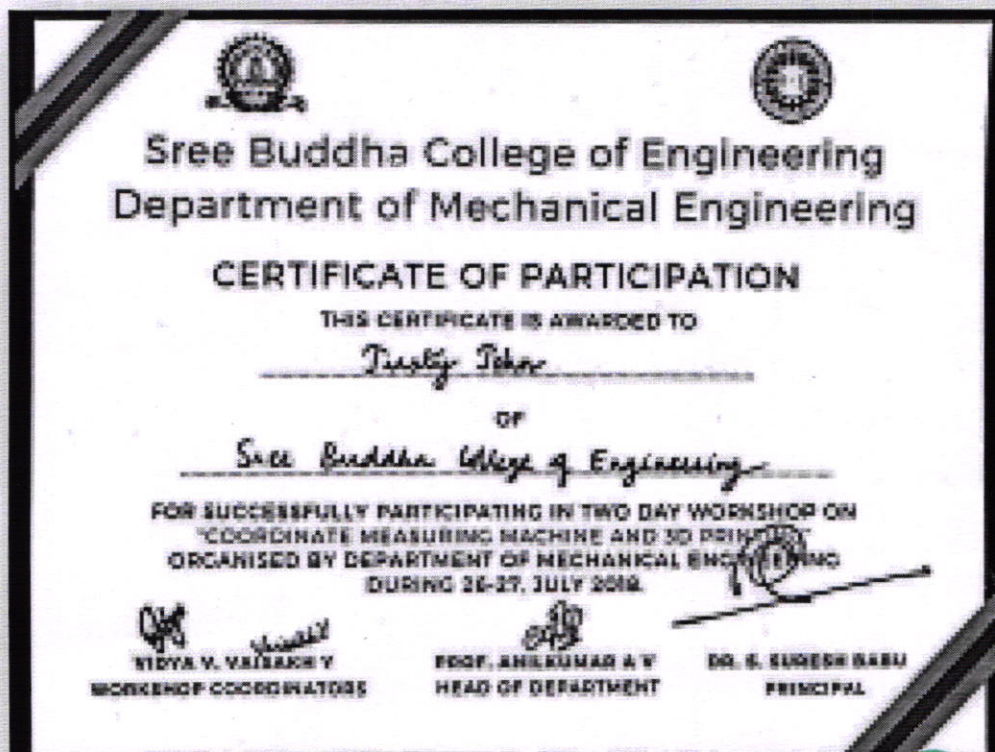 Sree Buddha College of Engineering
Department of Mechanical Engineering
CERTIFICATE OF PARTICIPATION
THIS CERTIFICATE IS AWARDED TO
John
OF
Sree Buddha College of Engineering
FOR SUCCESSFULLY PARTICIPATING IN TWO DAY WORKSHOP ON
"COORDINATE MEASURING MACHINE AND 3D PRINTING"
ORGANISED BY DEPARTMENT OF MECHANICAL ENGINEERING
DURING 26-27, JULY 2018.
VIDYA V, VAISAKH V
PROF. ANILKUMAR A V
DR. S. SURESH BABU
WORKSHOP COORDINATORS
HEAD OF DEPARTMENT
PRINCIPAL